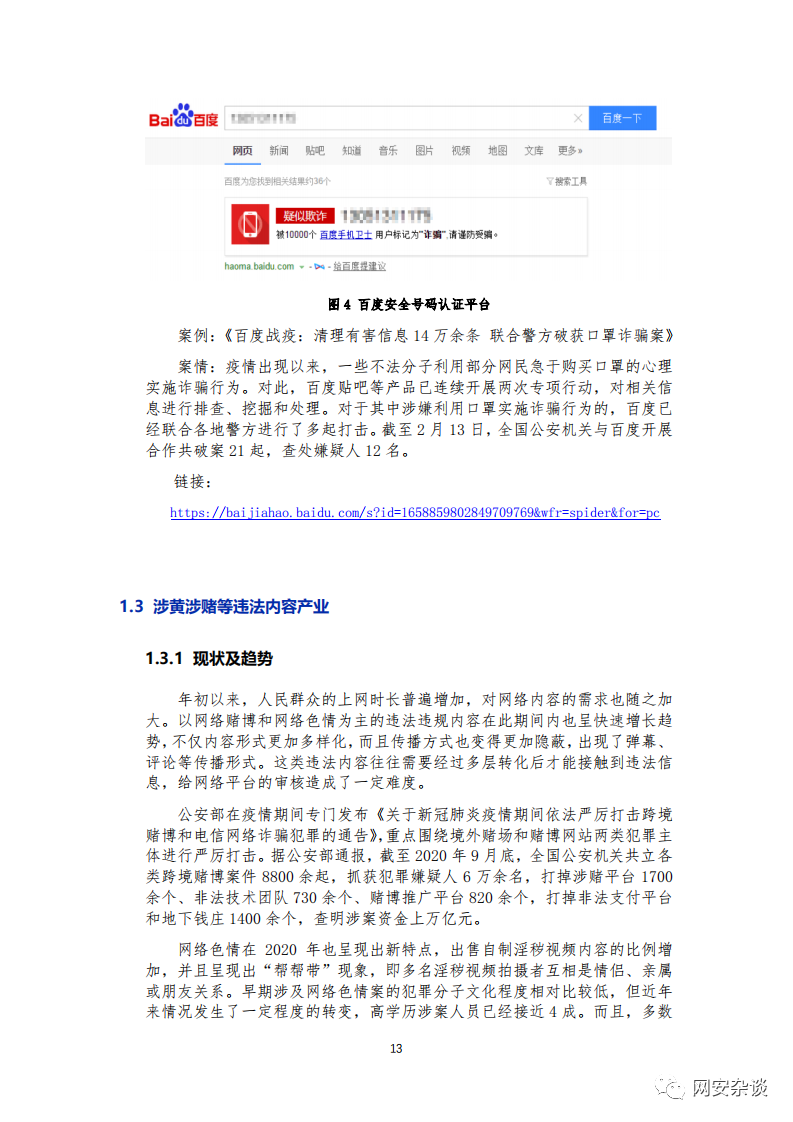 Bai du 百度
百度一下
网页 新闻 贴吧 知道 音乐 图片 视频 地图 文库 更多»
百度为您找到相关结果约36个 搜索工具
疑似欺诈
被10000个 百度手机卫士 用户标记为"诈骗",请谨防受骗。
haoma.baidu.com - 给百度提建议
图 4 百度安全号码认证平台
案例：《百度战疫：清理有害信息 14 万余条 联合警方破获口罩诈骗案》
案情：疫情出现以来，一些不法分子利用部分网民急于购买口罩的心理
实施诈骗行为。对此，百度贴吧等产品已连续开展两次专项行动，对相关信
息进行排查、挖掘和处理。对于其中涉嫌利用口罩实施诈骗行为的，百度已
经联合各地警方进行了多起打击。截至 2 月 13 日，全国公安机关与百度开展
合作共破案 21 起，查处嫌疑人 12 名。
链接：
https://baijiahao.baidu.com/s?id=1658859802849709769&wfr=spider&for=pc
1.3 涉黄涉赌等违法内容产业
1.3.1 现状及趋势
年初以来，人民群众的上网时长普遍增加，对网络内容的需求也随之加
大。以网络赌博和网络色情为主的违法违规内容在此期间内也呈快速增长趋
势，不仅内容形式更加多样化，而且传播方式也变得更加隐蔽，出现了弹幕、
评论等传播形式。这类违法内容往往需要经过多层转化后才能接触到违法信
息，给网络平台的审核造成了一定难度。
公安部在疫情期间专门发布《关于新冠肺炎疫情期间依法严厉打击跨境
赌博和电信网络诈骗犯罪的通告》，重点围绕境外赌场和赌博网站两类犯罪主
体进行严厉打击。据公安部通报，截至 2020 年 9 月底，全国公安机关共立各
类跨境赌博案件 8800 余起，抓获犯罪嫌疑人 6 万余名，打掉涉赌平台 1700
余个、非法技术团队 730 余个、赌博推广平台 820 余个，打掉非法支付平台
和地下钱庄 1400 余个，查明涉案资金上万亿元。
网络色情在 2020 年也呈现出新特点，出售自制淫秽视频内容的比例增
加，并且呈现出“帮帮带”现象，即多名淫秽视频拍摄者互相是情侣、亲属
或朋友关系。早期涉及网络色情案的犯罪分子文化程度相对比较低，但近年
来情况发生了一定程度的转变，高学历涉案人员已经接近 4 成。而且，多数
13
网安杂谈